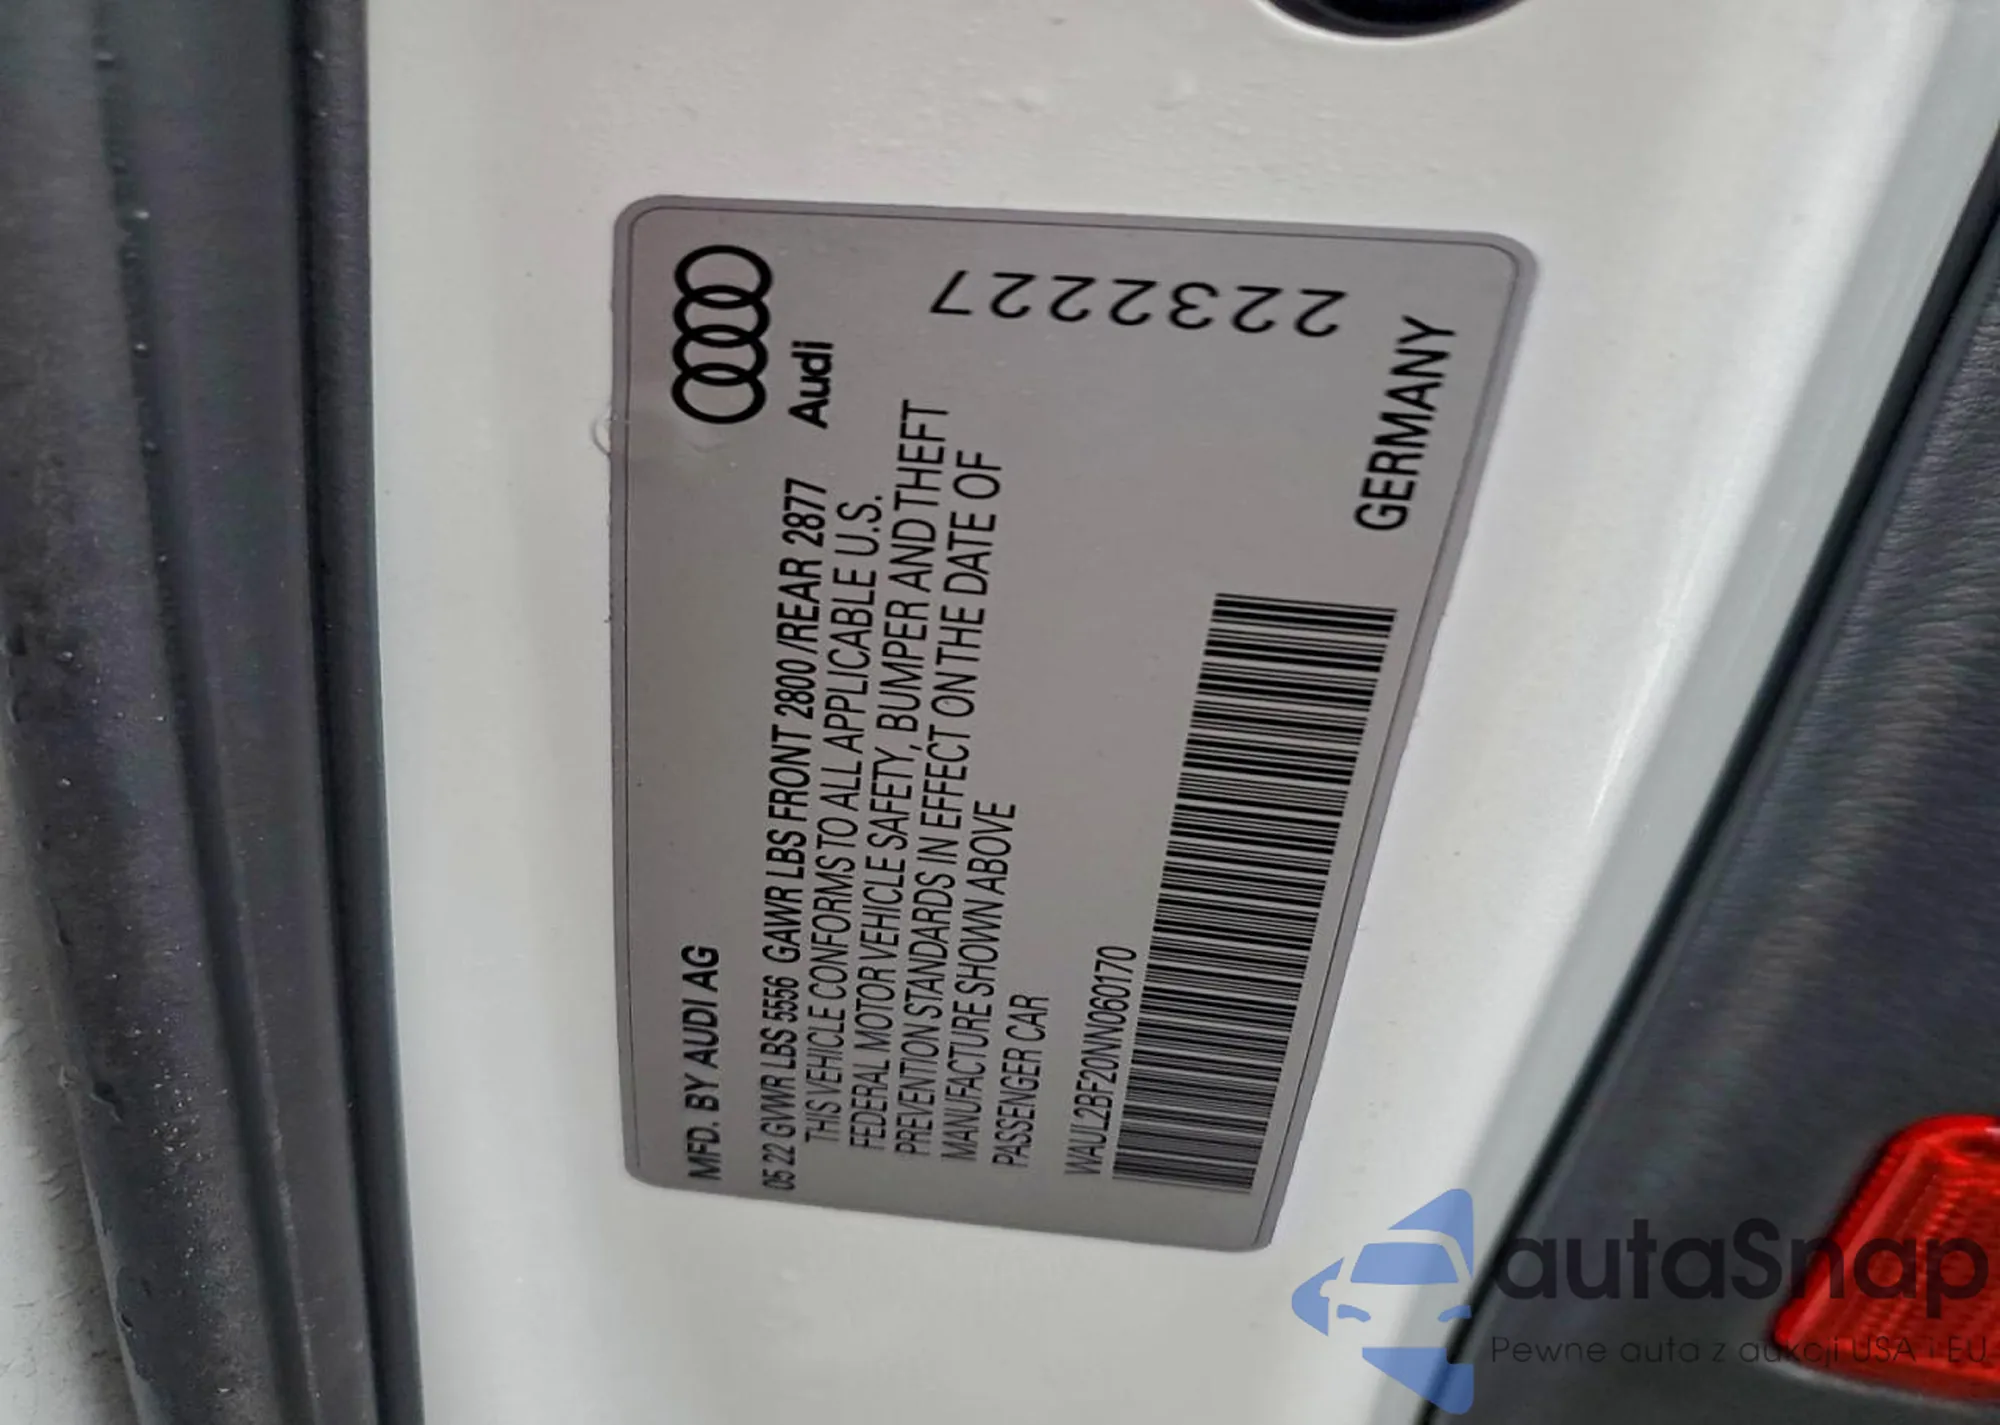 MFD. BY AUDI AG
Audi
05 22 GVWR LBS 5556 GAWR LBS FRONT 2800 /REAR 2877
THIS VEHICLE CONFORMS TO ALL APPLICABLE U.S.
FEDERAL MOTOR VEHICLE SAFETY, BUMPER AND THEFT
PREVENTION STANDARDS IN EFFECT ON THE DATE OF
MANUFACTURE SHOWN ABOVE
PASSENGER CAR
2232227
WAUL2BF20NN060170
GERMANY
autaSnap
Pewne auta z aukcji USA i EU